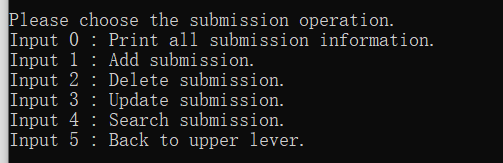 Please choose the submission operation.
Input 0 : Print all submission information.
Input 1 : Add submission.
Input 2 : Delete submission.
Input 3 : Update submission.
Input 4 : Search submission.
Input 5 : Back to upper lever.